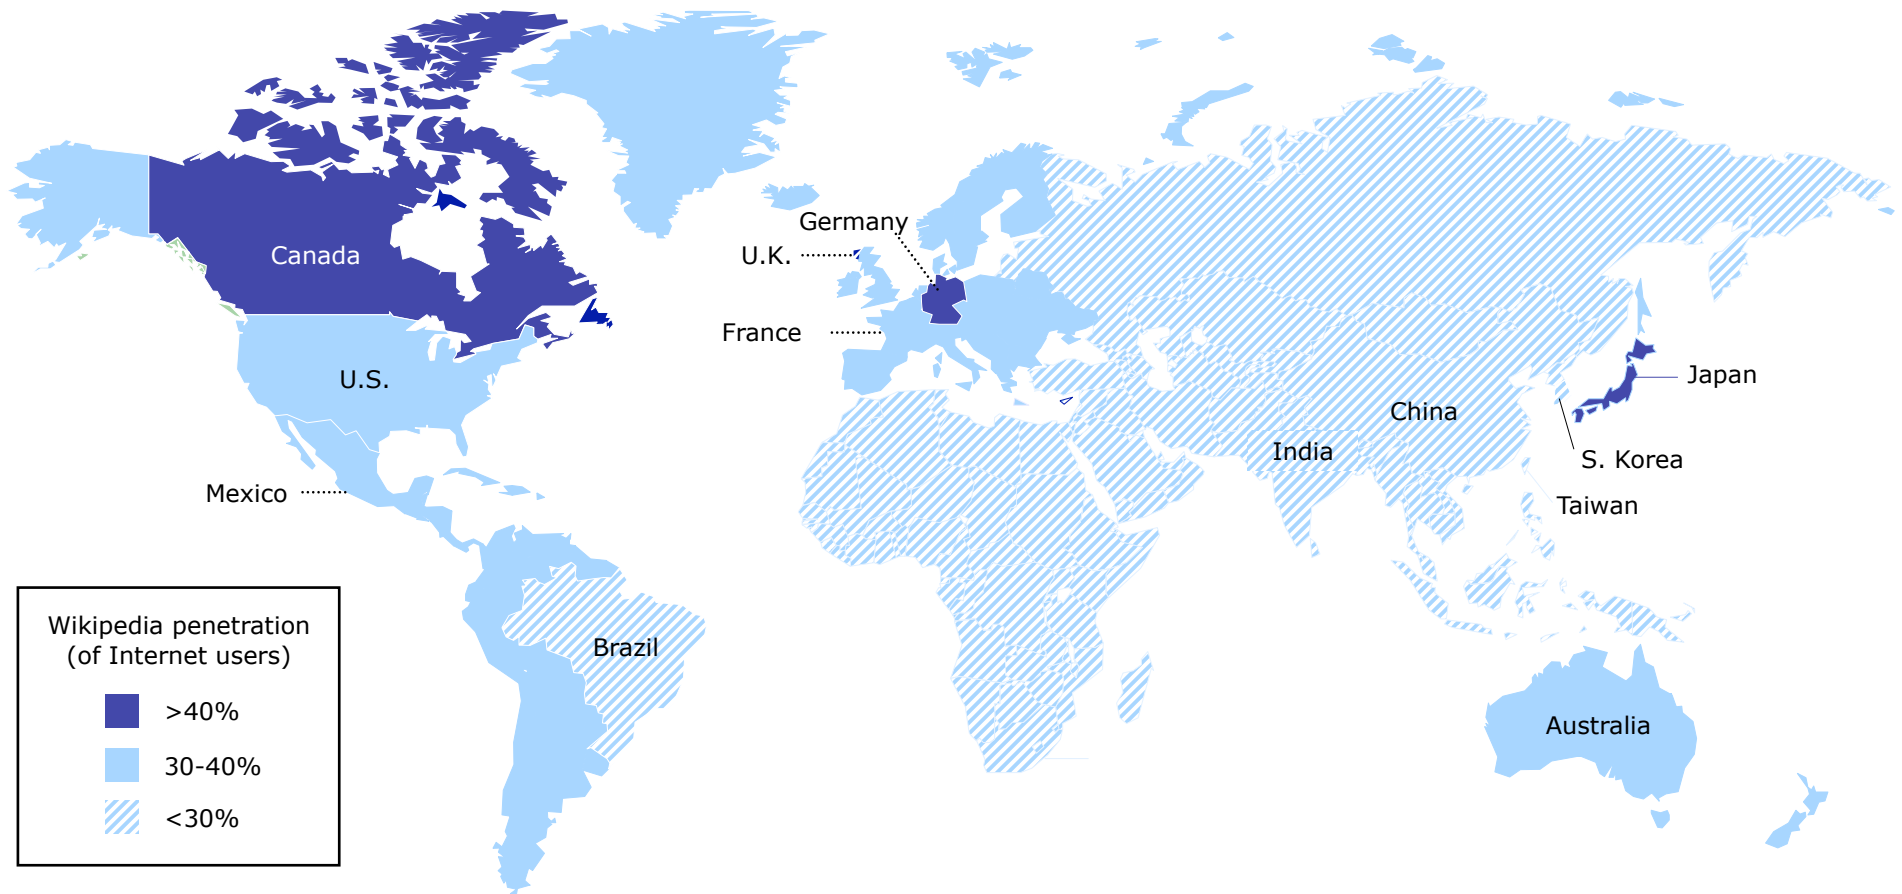 Canada
Germany
U.K.
France
U.S.
Japan
China
India
S. Korea
Mexico
Taiwan
Brazil
Australia
Wikipedia penetration
(of Internet users)
>40%
30-40%
<30%